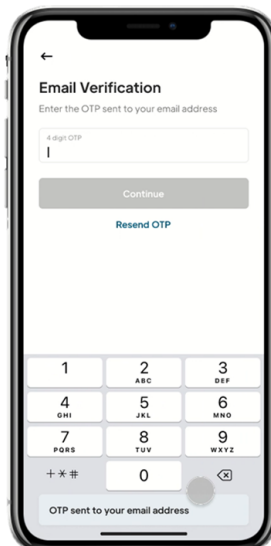 Email Verification
Enter the OTP sent to your email address
4 digit OTP
Continue
Resend OTP
1 2 3
ABC DEF
4 5 6
GHI JKL MNO
7 8 9
PQRS TUV WXYZ
+*# 0
OTP sent to your email address